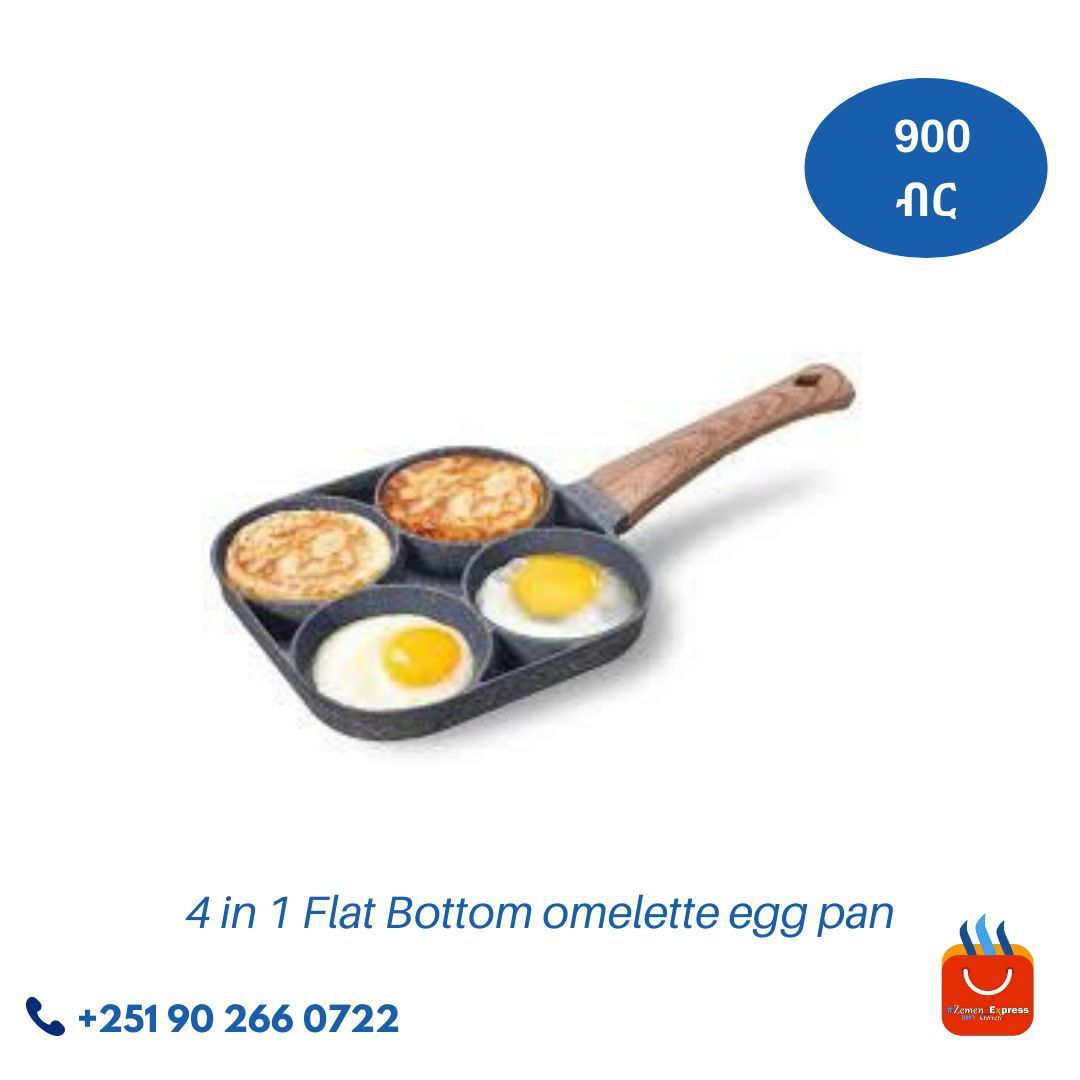 900
ብር
4 in 1 Flat Bottom omelette egg pan
+251 90 266 0722
#Zemen Express